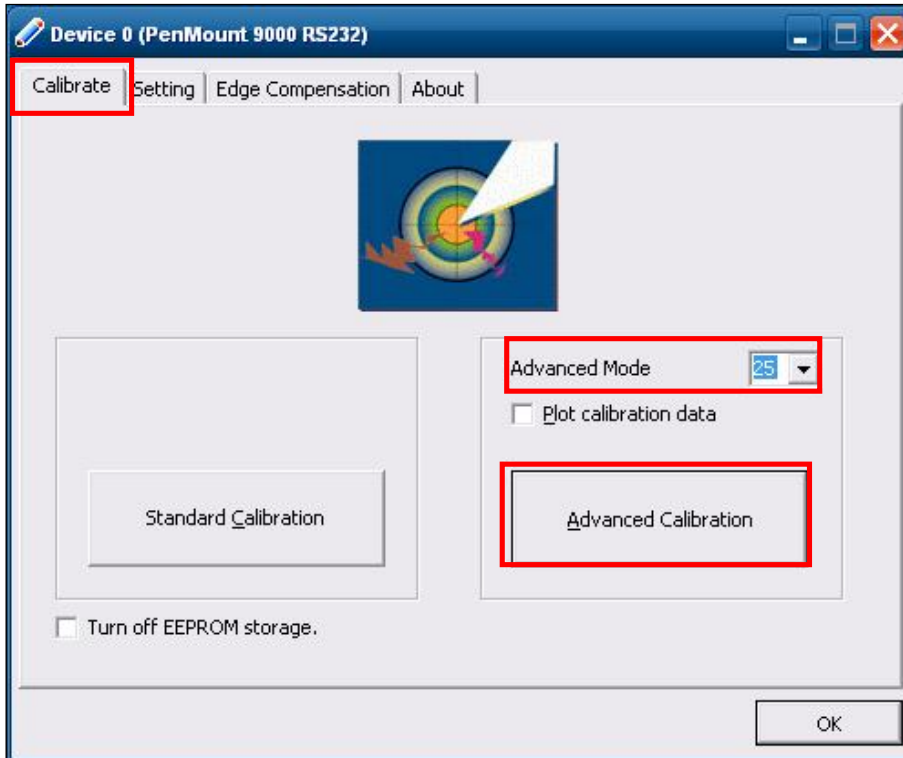 Device 0 (PenMount 9000 RS232)
Calibrate Setting Edge Compensation About
Advanced Mode 25
Plot calibration data
Standard Calibration
Advanced Calibration
Turn off EEPROM storage.
OK